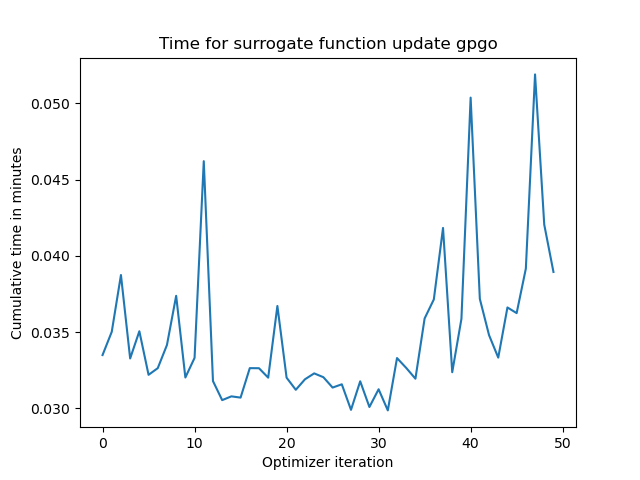 Time for surrogate function update gpgo
Cumulative time in minutes
0.050
0.045
0.040
0.035
0.030
0 10 20 30 40 50
Optimizer iteration